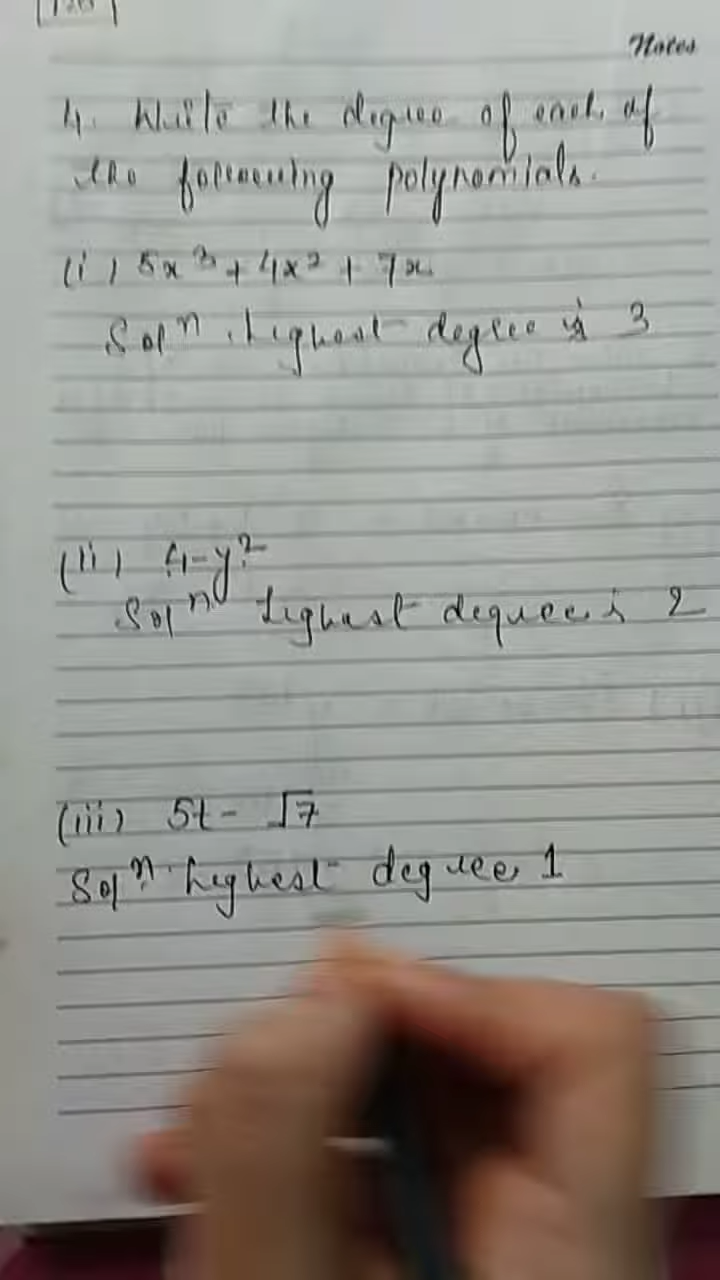 Notes
4. Write the degree of each of
the following polynomials.
(i) 5x³ + 4x² + 7x
Solⁿ. highest degree is 3
(ii) 4-y²
Solⁿ highest degree is 2
(iii) 5t - √7
Solⁿ. highest degree 1